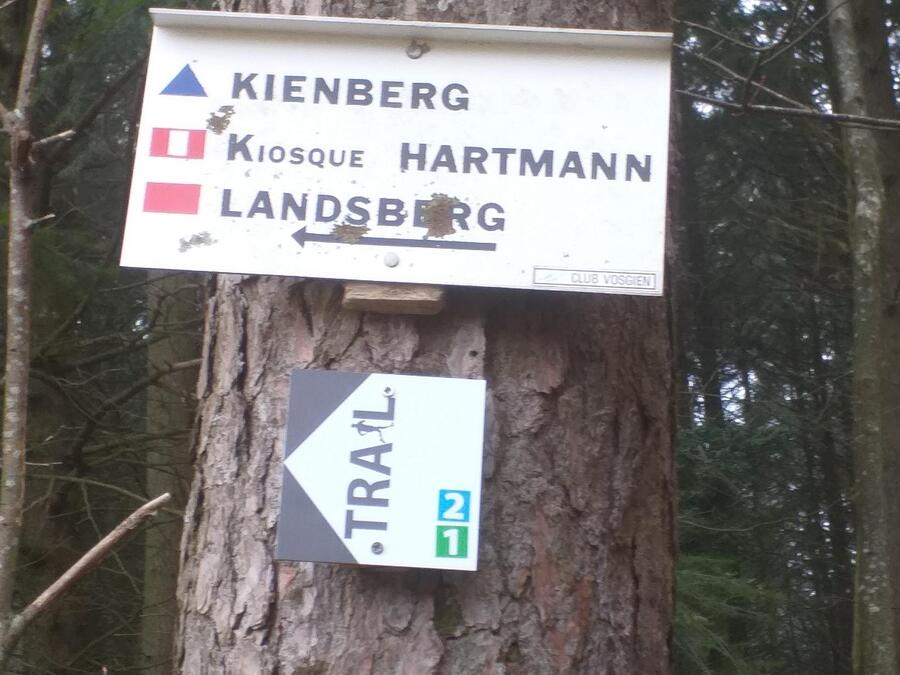 KIENBERG
KIOSQUE HARTMANN
LANDSBERG
CLUB VOSGIEN
TRAIL
2
1